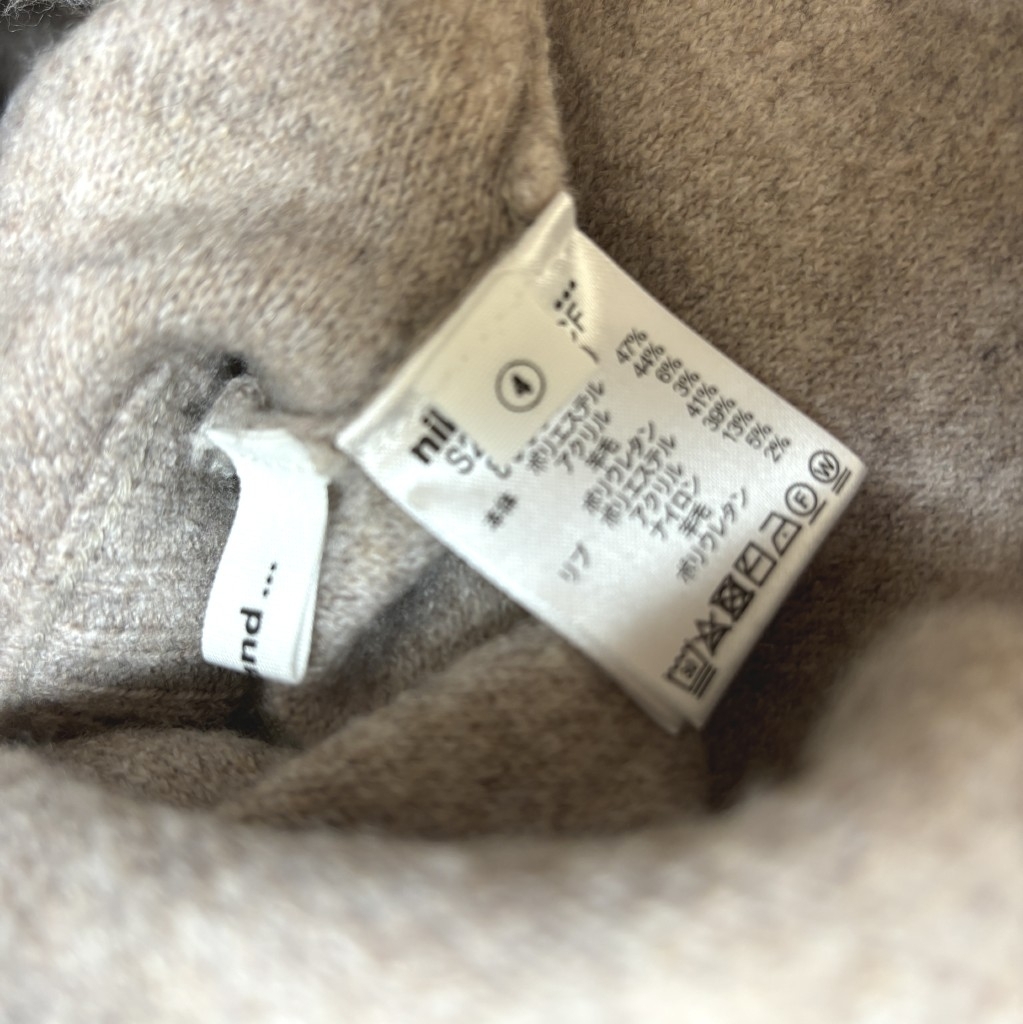 nil
④
本体
ポリエステル 47%
アクリル 44%
羊毛 6%
ポリウレタン 3%
リブ
ポリエステル 41%
アクリル 39%
ナイロン 13%
羊毛 5%
ポリウレタン 2%
F
W
and ...